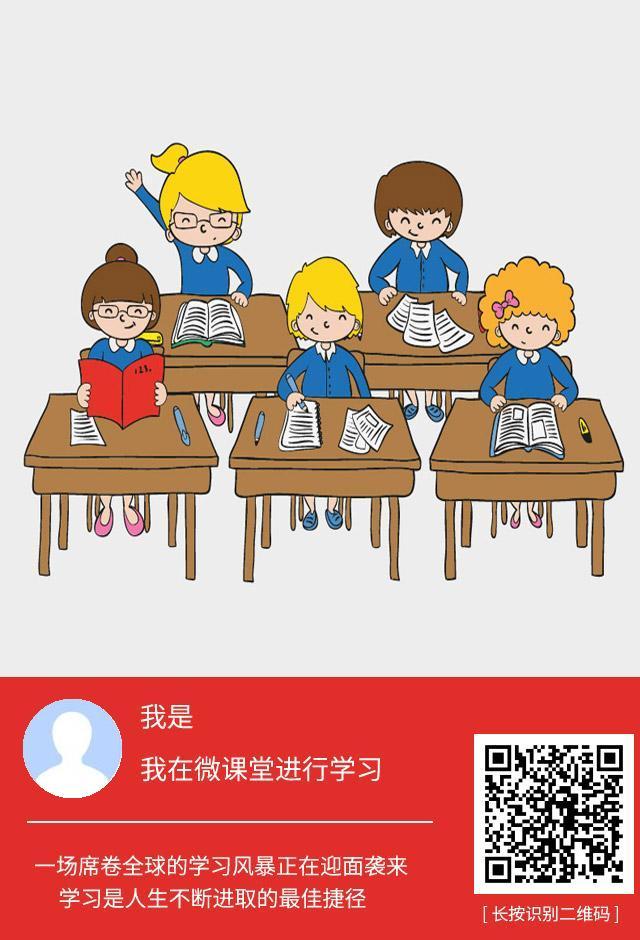 123,
我是
我在微课堂进行学习
一场席卷全球的学习风暴正在迎面袭来
学习是人生不断进取的最佳捷径
[ 长按识别二维码 ]